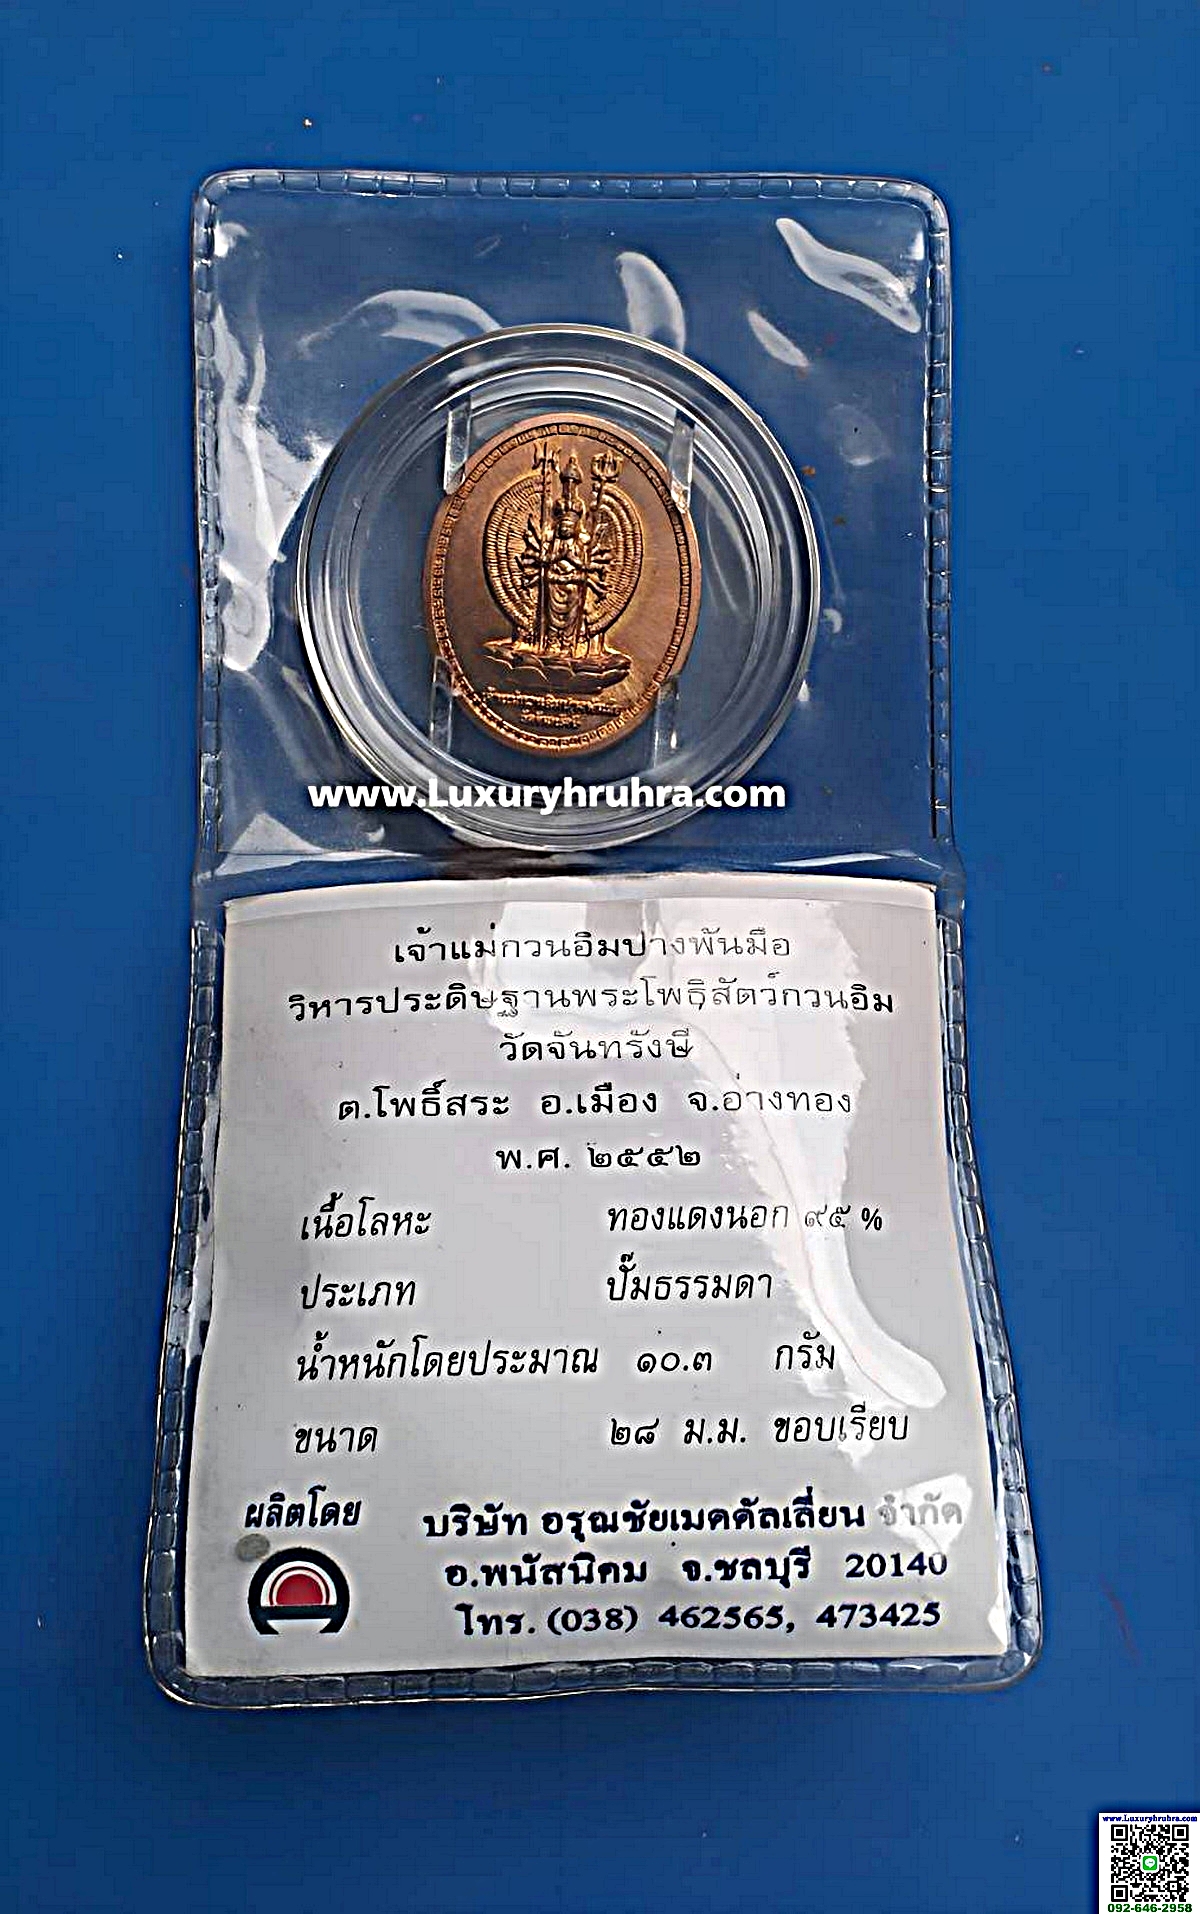 www.Luxuryhruhra.com
เจ้าแม่กวนอิมปางพันมือ
วิหารประดิษฐานพระโพธิสัตว์กวนอิม
วัดจันทรังษี
ต.โพธิ์สระ อ.เมือง จ.อ่างทอง
พ.ศ. ๒๕๕๒
เนื้อโลหะ ทองแดงนอก ๙๕ %
ประเภท ปั๊มธรรมดา
น้ำหนักโดยประมาณ ๑๐.๓ กรัม
ขนาด ๒๘ ม.ม. ขอบเรียบ
ผลิตโดย บริษัท อรุณชัยเมคคัลเลี่ยน จำกัด
อ.พนัสนิคม จ.ชลบุรี 20140
โทร. (038) 462565, 473425
www.Luxuryhruhra.com
092-646-2958